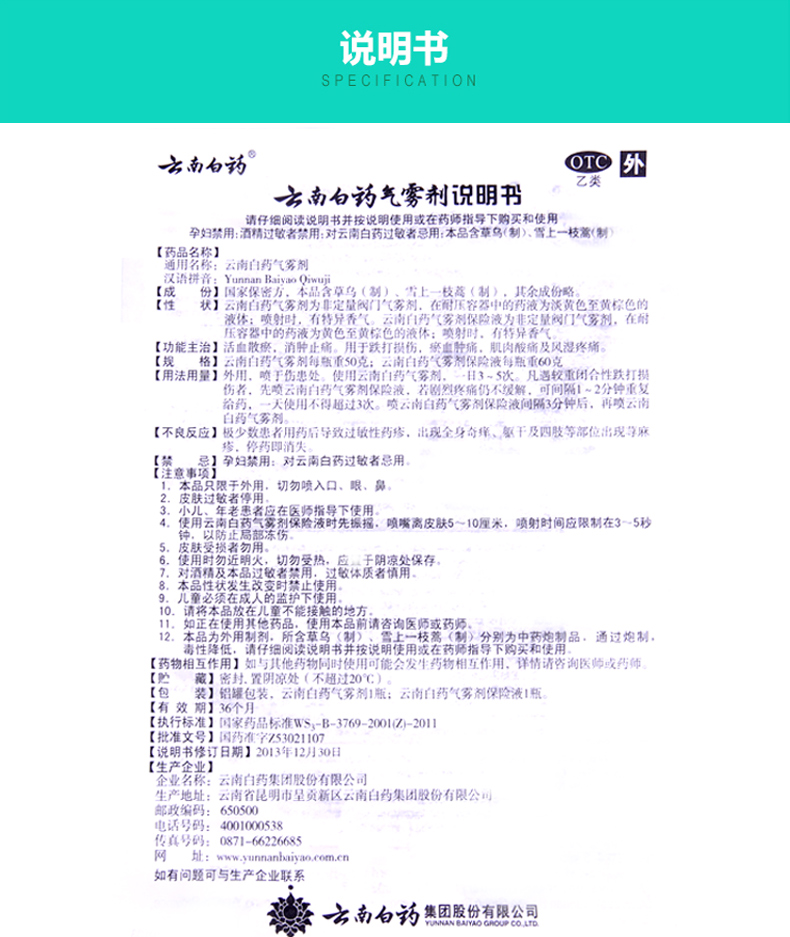 说明书
SPECIFICATION
云南白药®
OTC
乙类
外
云南白药气雾剂说明书
请仔细阅读说明书并按说明使用或在药师指导下购买和使用
孕妇禁用;酒精过敏者禁用;对云南白药过敏者忌用;本品含草乌(制)、雪上一枝蒿(制)
【药品名称】
通用名称：云南白药气雾剂
汉语拼音：Yunnan Baiyao Qiwuji
【成 份】国家保密方，本品含草乌（制）、雪上一枝蒿（制），其余成份略。
【性 状】云南白药气雾剂为非定量阀门气雾剂，在耐压容器中的药液为淡黄色至黄棕色的
液体；喷射时，有特异香气。云南白药气雾剂保险液为非定量阀门气雾剂，在耐
压容器中的药液为黄色至黄棕色的液体；喷射时，有特异香气。
【功能主治】活血散瘀，消肿止痛。用于跌打损伤，瘀血肿痛，肌肉酸痛及风湿疼痛。
【规 格】云南白药气雾剂每瓶重50克；云南白药气雾剂保险液每瓶重60克
【用法用量】外用，喷于伤患处。使用云南白药气雾剂，一日3～5次。凡遇较重闭合性跌打损
伤者，先喷云南白药气雾剂保险液，若剧烈疼痛仍不缓解，可间隔1～2分钟重复
给药，一天使用不得超过3次。喷云南白药气雾剂保险液间隔3分钟后，再喷云南
白药气雾剂。
【不良反应】极少数患者用药后导致过敏性药疹，出现全身奇痒、躯干及四肢等部位出现荨麻
疹，停药即消失。
【禁 忌】孕妇禁用；对云南白药过敏者忌用。
【注意事项】
1．本品只限于外用，切勿喷入口、眼、鼻。
2．皮肤过敏者停用。
3．小儿、年老患者应在医师指导下使用。
4．使用云南白药气雾剂保险液时先振摇，喷嘴离皮肤5～10厘米，喷射时间应限制在3～5秒
钟，以防止局部冻伤。
5．皮肤受损者勿用。
6．使用时勿近明火，切勿受热，应于阴凉处保存。
7．对酒精及本品过敏者禁用，过敏体质者慎用。
8．本品性状发生改变时禁止使用。
9．儿童必须在成人的监护下使用。
10．请将本品放在儿童不能接触的地方。
11．如正在使用其他药品，使用本品前请咨询医师或药师。
12．本品为外用制剂，所含草乌（制）、雪上一枝蒿（制）分别为中药炮制品，通过炮制，
毒性降低，请仔细阅读说明书并按说明使用或在药师指导下购买和使用。
【药物相互作用】如与其他药物同时使用可能会发生药物相互作用，详情请咨询医师或药师。
【贮 藏】密封,置阴凉处（不超过20℃）。
【包 装】铝罐包装，云南白药气雾剂1瓶；云南白药气雾剂保险液1瓶。
【有 效 期】36个月
【执行标准】国家药品标准WS3-B-3769-2001(Z)-2011
【批准文号】国药准字Z53021107
【说明书修订日期】2013年12月30日
【生产企业】
企业名称：云南白药集团股份有限公司
生产地址：云南省昆明市呈贡新区云南白药集团股份有限公司
邮政编码：650500
电话号码：4001000538
传真号码：0871-66226685
网 址：www.yunnanbaiyao.com.cn
如有问题可与生产企业联系
云南白药 集团股份有限公司
YUNNAN BAIYAO GROUP CO.,LTD.